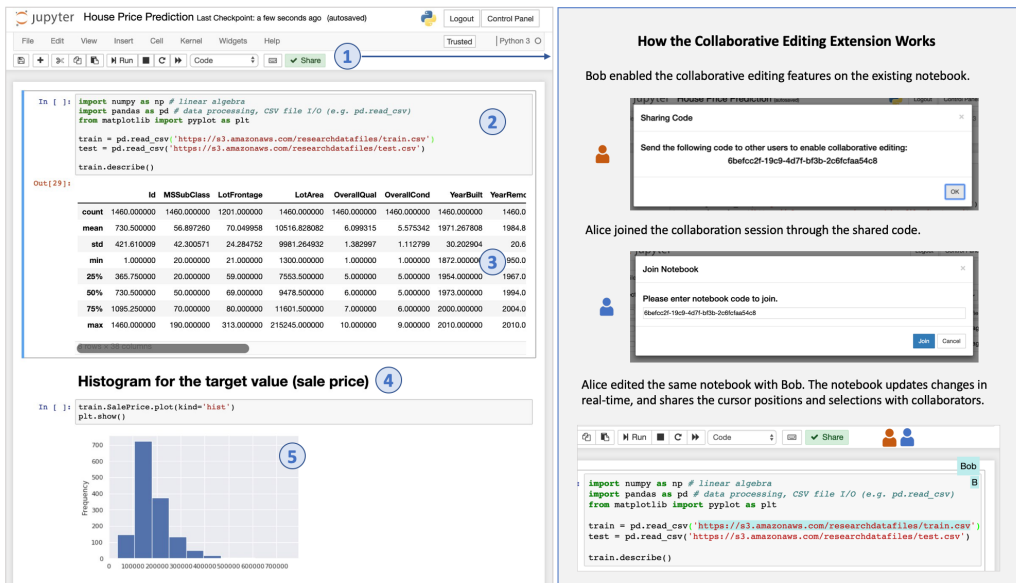 jupyter House Price Prediction Last Checkpoint: a few seconds ago (autosaved) Logout Control Panel
File Edit View Insert Cell Kernel Widgets Help Trusted Python 3
Run Code Share 1
In [ ]: import numpy as np # linear algebra
import pandas as pd # data processing, CSV file I/O (e.g. pd.read_csv)
from matplotlib import pyplot as plt
2
train = pd.read_csv('https://s3.amazonaws.com/researchdatafiles/train.csv')
test = pd.read_csv('https://s3.amazonaws.com/researchdatafiles/test.csv')
train.describe()
Out[29]:
Id MSSubClass LotFrontage LotArea OverallQual OverallCond YearBuilt YearRemo
count 1460.000000 1460.000000 1201.000000 1460.000000 1460.000000 1460.000000 1460.000000 1460.0
mean 730.500000 56.897260 70.049958 10516.828082 6.099315 5.575342 1971.267808 1984.8
std 421.610009 42.300571 24.284752 9981.264932 1.382997 1.112799 30.202904 20.6
min 1.000000 20.000000 21.000000 1300.000000 1.000000 1.000000 1872.000000 950.0
3
25% 365.750000 20.000000 59.000000 7553.500000 5.000000 5.000000 1954.000000 1967.0
50% 730.500000 50.000000 69.000000 9478.500000 6.000000 5.000000 1973.000000 1994.0
75% 1095.250000 70.000000 80.000000 11601.500000 7.000000 6.000000 2000.000000 2004.0
max 1460.000000 190.000000 313.000000 215245.000000 10.000000 9.000000 2010.000000 2010.0
Histogram for the target value (sale price) 4
In [ ]: train.SalePrice.plot(kind='hist')
plt.show()
5
Frequency
700
600
500
400
300
200
100
0
0 100000 200000 300000 400000 500000 600000 700000
How the Collaborative Editing Extension Works
Bob enabled the collaborative editing features on the existing notebook.
Sharing Code ×
Send the following code to other users to enable collaborative editing:
6befcc2f-19c9-4d7f-bf3b-2c6fcfaa54c8
OK
Alice joined the collaboration session through the shared code.
Join Notebook ×
Please enter notebook code to join.
6befcc2f-19c9-4d7f-bf3b-2c6fcfaa54c8
Join Cancel
Alice edited the same notebook with Bob. The notebook updates changes in
real-time, and shares the cursor positions and selections with collaborators.
Run Code Share
Bob
B
: import numpy as np # linear algebra
import pandas as pd # data processing, CSV file I/O (e.g. pd.read_csv)
from matplotlib import pyplot as plt
train = pd.read_csv('https://s3.amazonaws.com/researchdatafiles/train.csv')
test = pd.read_csv('https://s3.amazonaws.com/researchdatafiles/test.csv')
train.describe()